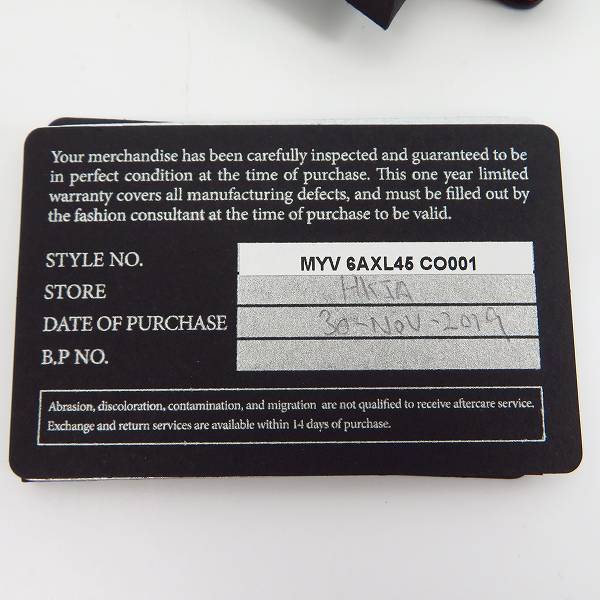 Your merchandise has been carefully inspected and guaranteed to be
in perfect condition at the time of purchase. This one year limited
warranty covers all manufacturing defects, and must be filled out by
the fashion consultant at the time of purchase to be valid.
STYLE NO. MYV 6AXL45 CO001
STORE HKIA
DATE OF PURCHASE 30-NOV-2019
B.P NO.
Abrasion, discoloration, contamination, and migration are not qualified to receive aftercare service.
Exchange and return services are available within 14 days of purchase.